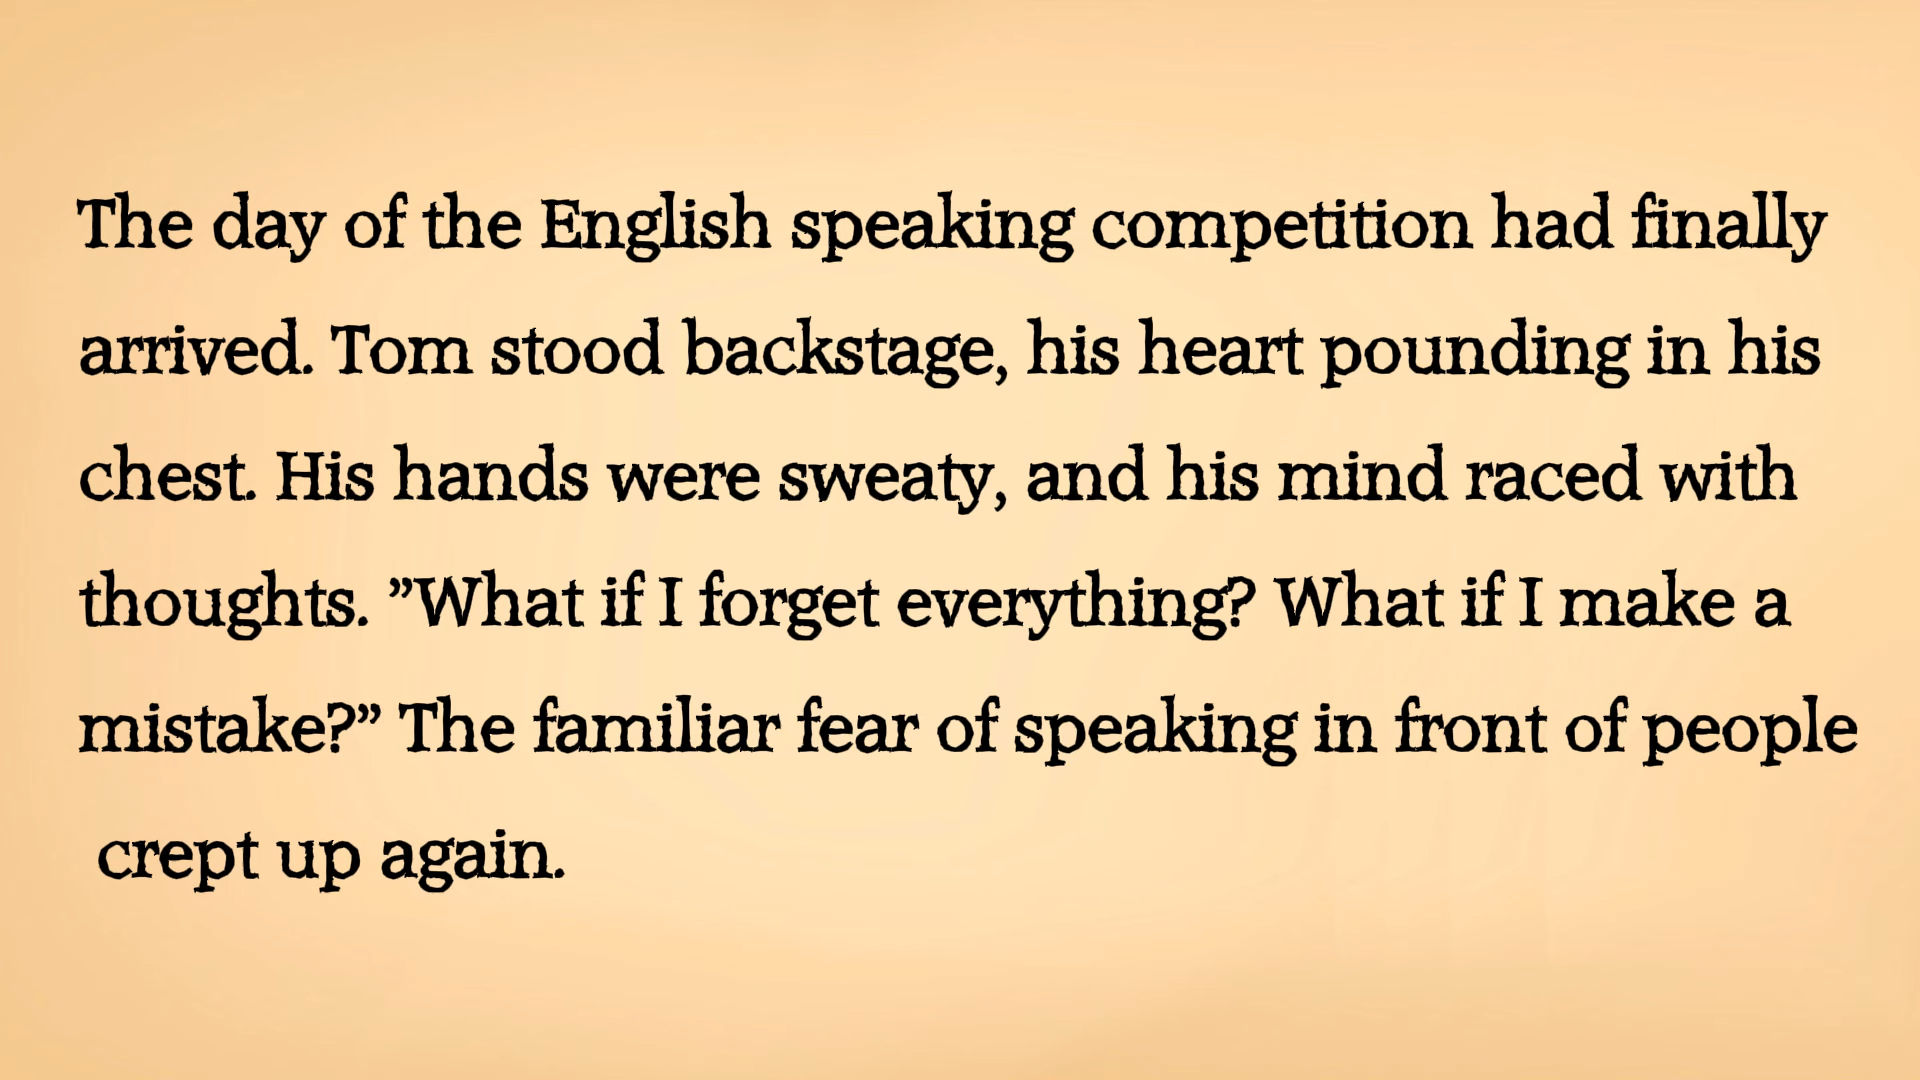 The day of the English speaking competition had finally
arrived. Tom stood backstage, his heart pounding in his
chest. His hands were sweaty, and his mind raced with
thoughts. ”What if I forget everything? What if I make a
mistake?” The familiar fear of speaking in front of people
crept up again.